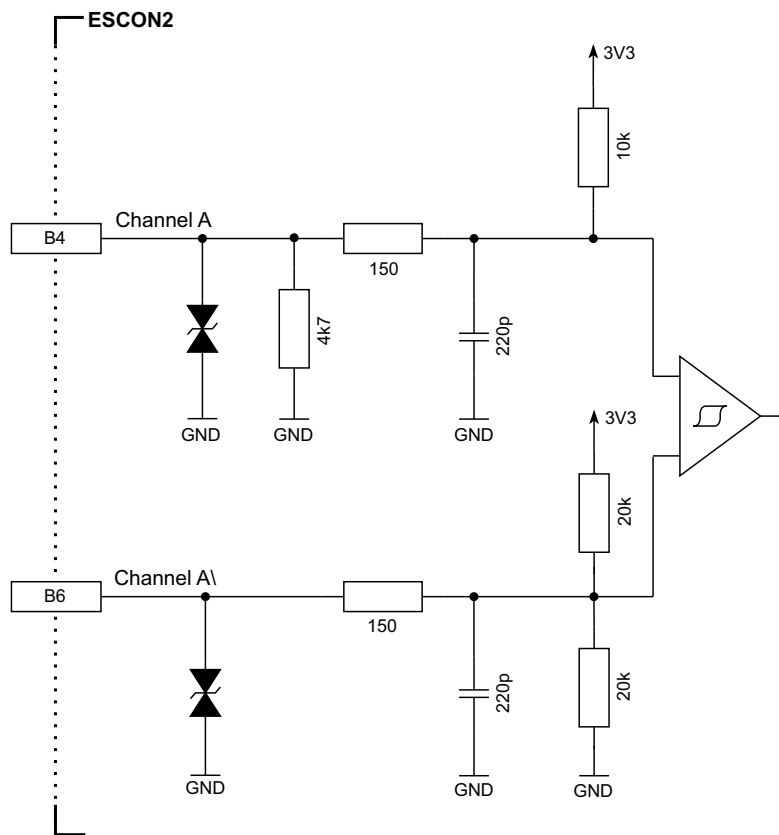 ESCON2
3V3
10k
Channel A
B4
150
4k7
220p
GND
GND
GND
3V3
20k
Channel A\
B6
150
220p
20k
GND
GND
GND